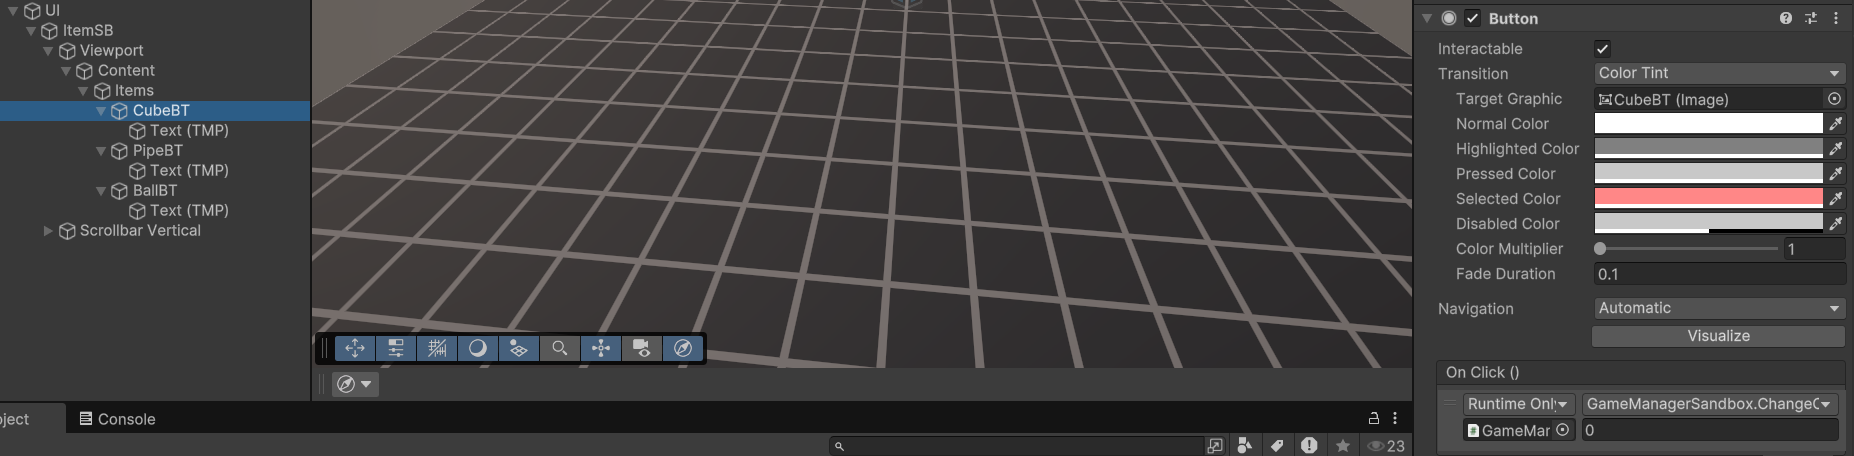 UI
ItemSB
Viewport
Content
Items
CubeBT
Text (TMP)
PipeBT
Text (TMP)
BallBT
Text (TMP)
Scrollbar Vertical
oject
Console
23
Button
Interactable
Transition Color Tint
Target Graphic CubeBT (Image)
Normal Color
Highlighted Color
Pressed Color
Selected Color
Disabled Color
Color Multiplier 1
Fade Duration 0.1
Navigation Automatic
Visualize
On Click ()
Runtime Onl GameManagerSandbox.Change
GameMar 0